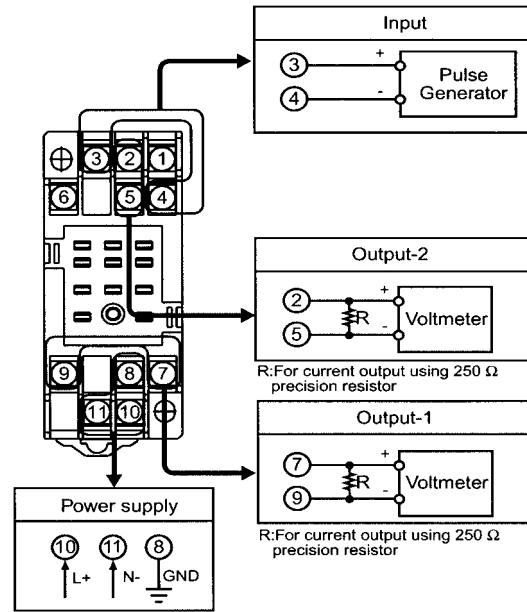 Input
3 + Pulse
4 - Generator
3 2 1
6 5 4
Output-2
2 +
R Voltmeter
5 -
R:For current output using 250 Ω
precision resistor
9 8 7
11 10
Output-1
7 +
R Voltmeter
9 -
R:For current output using 250 Ω
precision resistor
Power supply
10 11 8
L+ N- GND